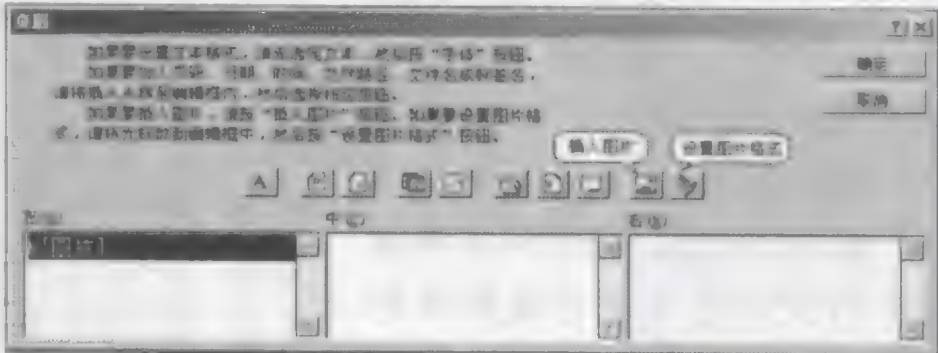 如果要设置文本格式，请先选定文本，然后按“字体”按钮。
如果要插入页码、日期、时间、文件路径、文件名或标签名，
请将插入点移至编辑框内，然后选择相应按钮。
如果要插入图片，请按“插入图片”按钮。如果要设置图片格
式，请将光标放到编辑框中，然后按“设置图片格式”按钮。
确定
取消
插入图片
设置图片格式
A
左(L)
中(C)
右(R)
&[图片]